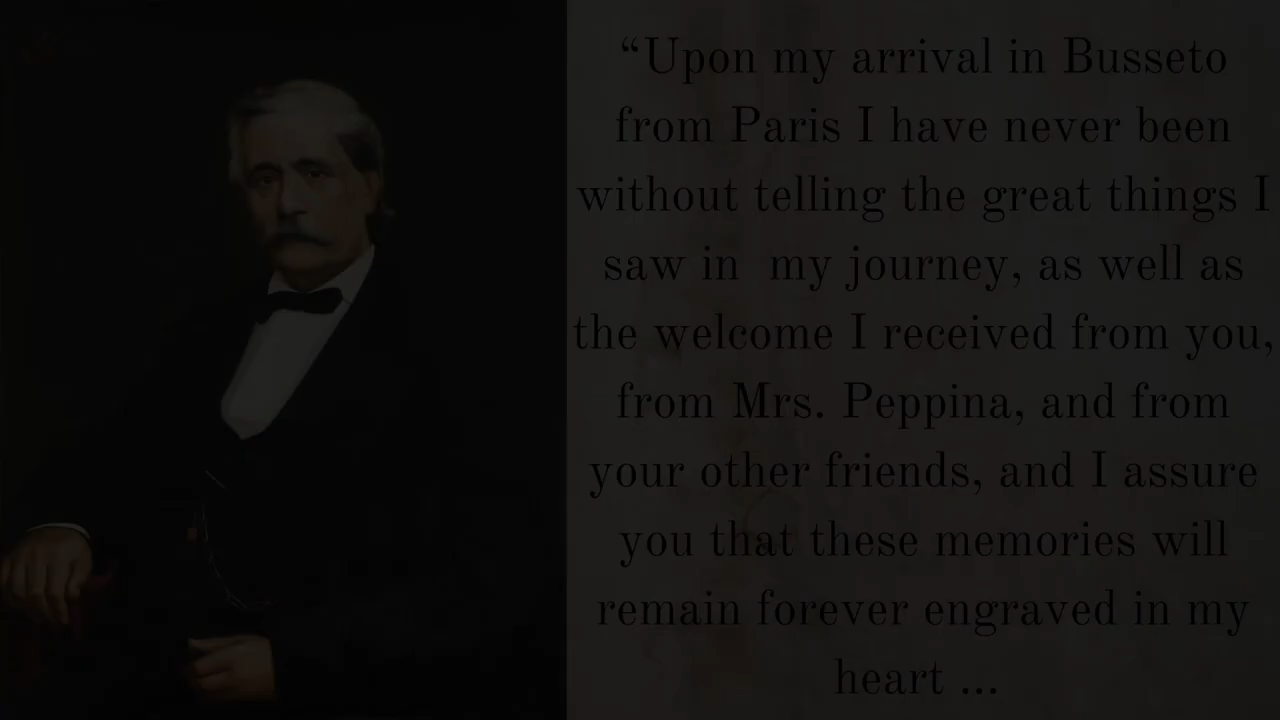 “Upon my arrival in Busseto
from Paris I have never been
without telling the great things I
saw in  my journey, as well as
the welcome I received from you,
from Mrs. Peppina, and from
your other friends, and I assure
you that these memories will
remain forever engraved in my
heart ...